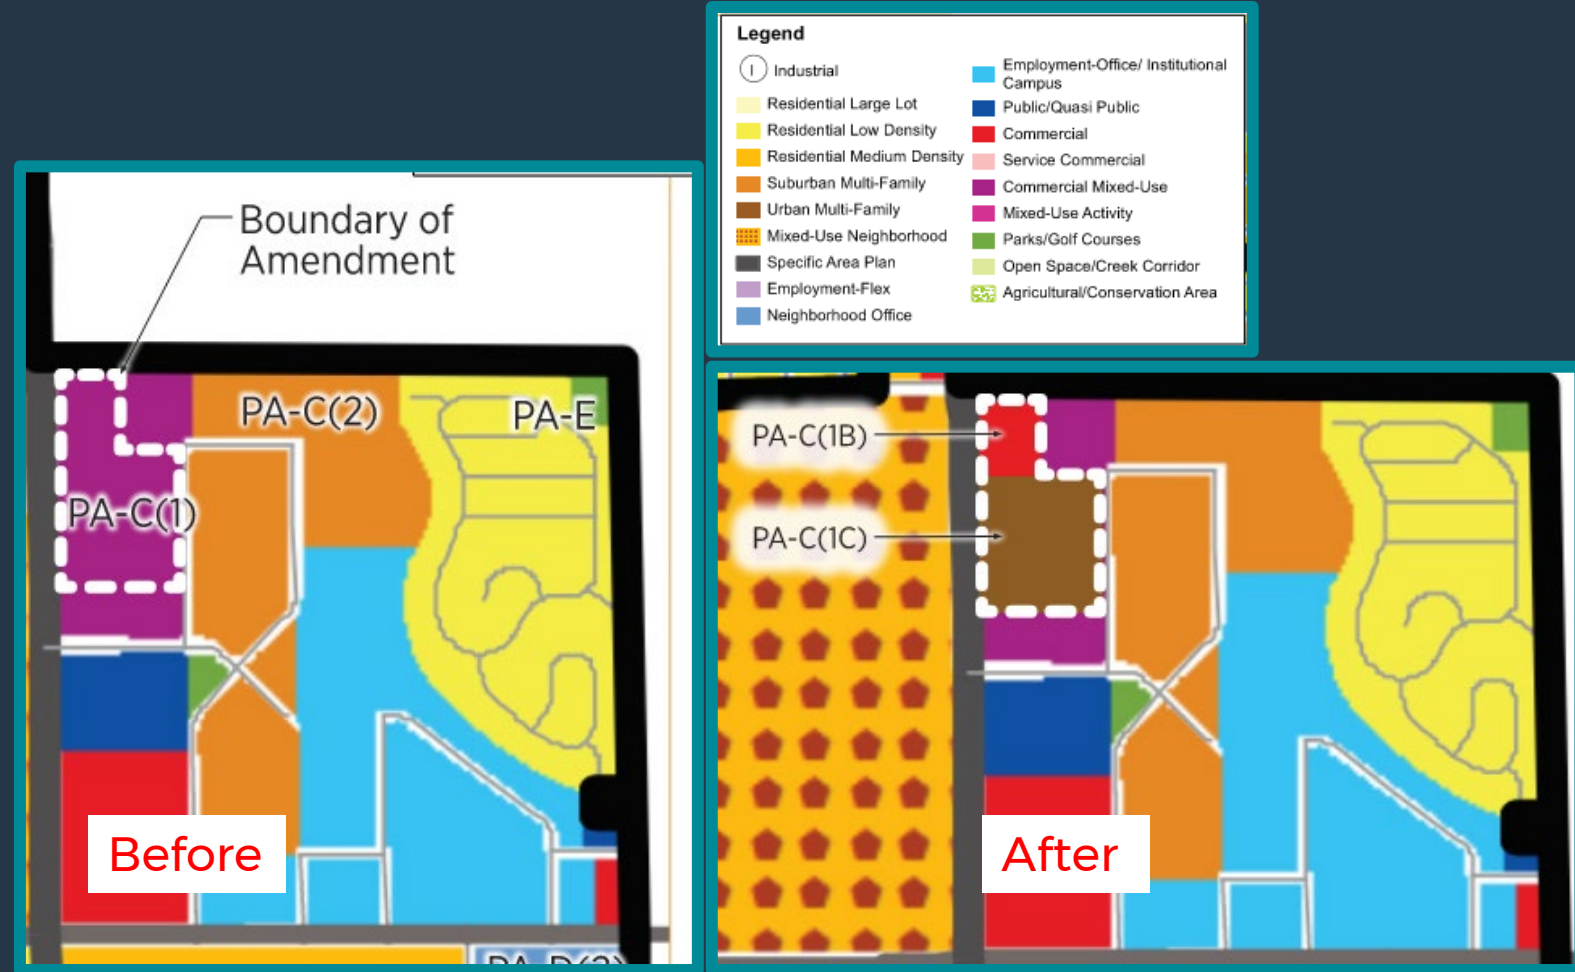 Legend
I Industrial
Residential Large Lot
Residential Low Density
Residential Medium Density
Suburban Multi-Family
Urban Multi-Family
Mixed-Use Neighborhood
Specific Area Plan
Employment-Flex
Neighborhood Office
Employment-Office/ Institutional
Campus
Public/Quasi Public
Commercial
Service Commercial
Commercial Mixed-Use
Mixed-Use Activity
Parks/Golf Courses
Open Space/Creek Corridor
Agricultural/Conservation Area
Boundary of
Amendment
PA-C(2)
PA-E
PA-C(1)
Before
PA-D(3)
PA-C(1B)
PA-C(1C)
After